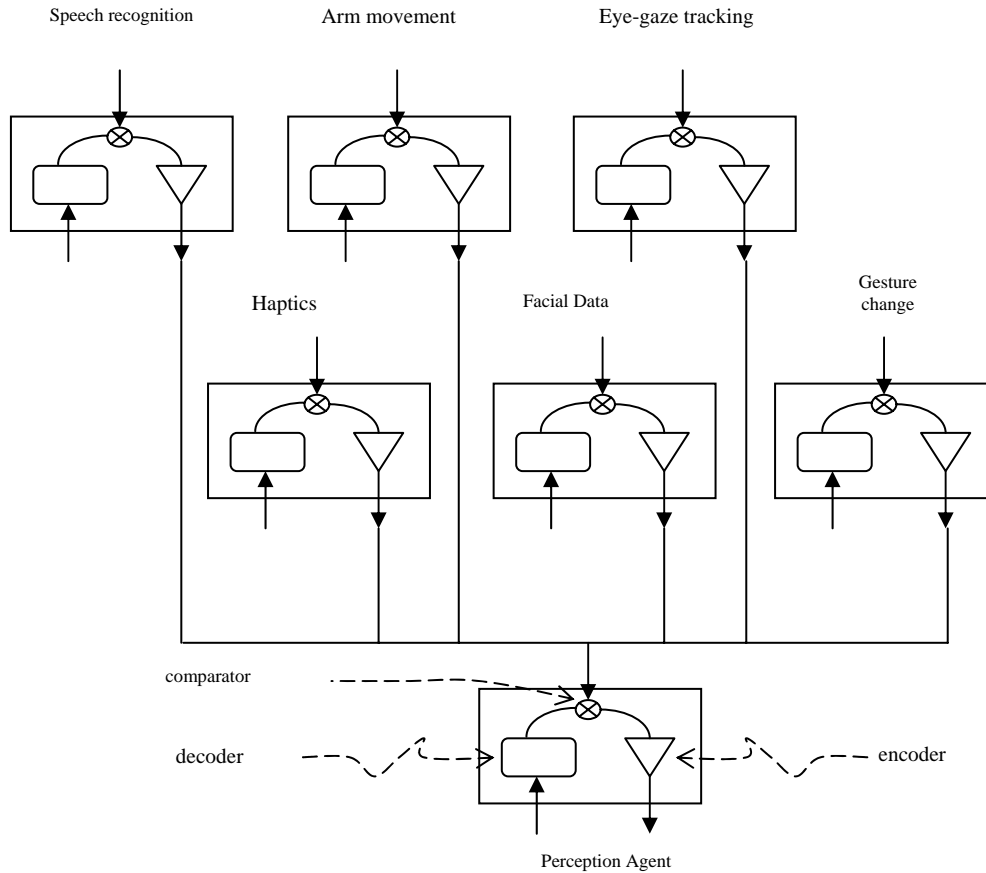 Speech recognition
Arm movement
Eye-gaze tracking
Haptics
Facial Data
Gesture
change
comparator
decoder
encoder
Perception Agent